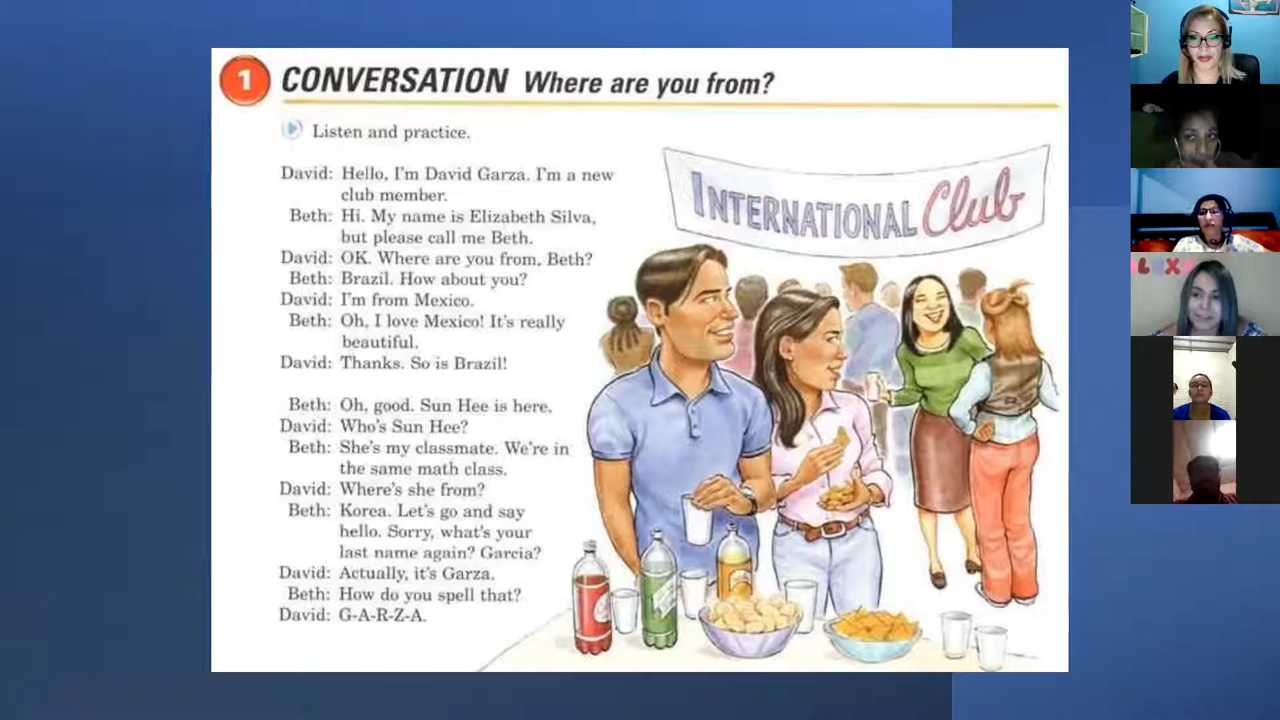 1 CONVERSATION Where are you from?
Listen and practice.
David: Hello, I'm David Garza. I'm a new
club member.
Beth: Hi. My name is Elizabeth Silva,
but please call me Beth.
David: OK. Where are you from, Beth?
Beth: Brazil. How about you?
David: I'm from Mexico.
Beth: Oh, I love Mexico! It's really
beautiful.
David: Thanks. So is Brazil!
Beth: Oh, good. Sun Hee is here.
David: Who's Sun Hee?
Beth: She's my classmate. We're in
the same math class.
David: Where's she from?
Beth: Korea. Let's go and say
hello. Sorry, what's your
last name again? Garcia?
David: Actually, it's Garza.
Beth: How do you spell that?
David: G-A-R-Z-A.
INTERNATIONAL Club